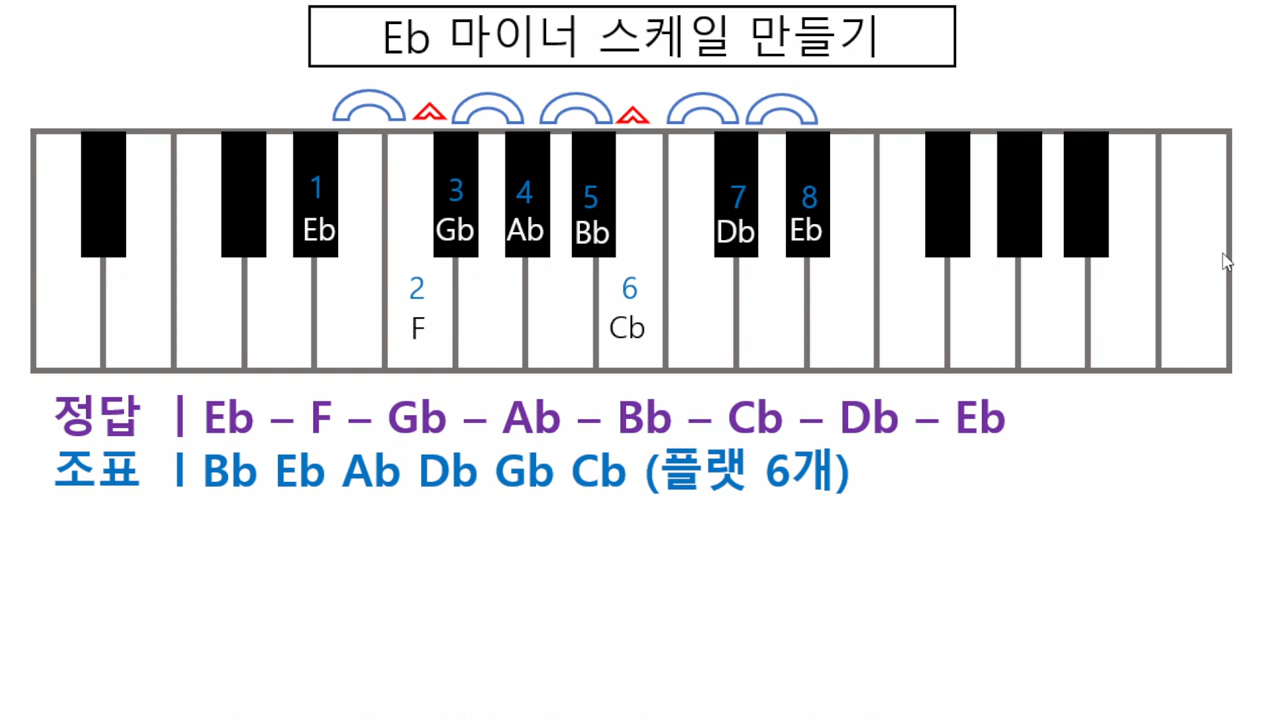 Eb 마이너 스케일 만들기
1 3 4 5 7 8
Eb Gb Ab Bb Db Eb
2 6
F Cb
정답 | Eb – F – Gb – Ab – Bb – Cb – Db – Eb
조표 | Bb Eb Ab Db Gb Cb (플랫 6개)